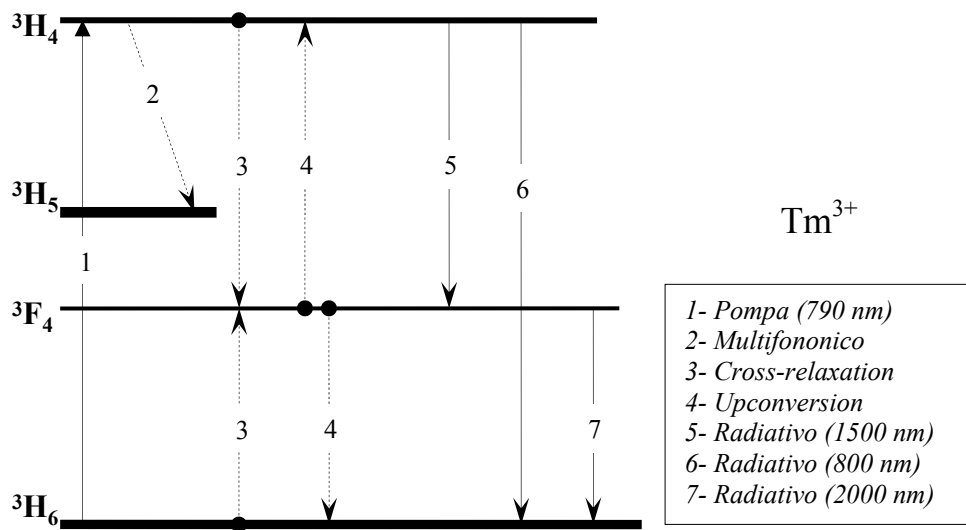 ³H₄
2
³H₅
3
4
5
6
1
Tm³⁺
³F₄
1- Pompa (790 nm)
2- Multifononico
3- Cross-relaxation
4- Upconversion
5- Radiativo (1500 nm)
6- Radiativo (800 nm)
7- Radiativo (2000 nm)
3
4
7
³H₆